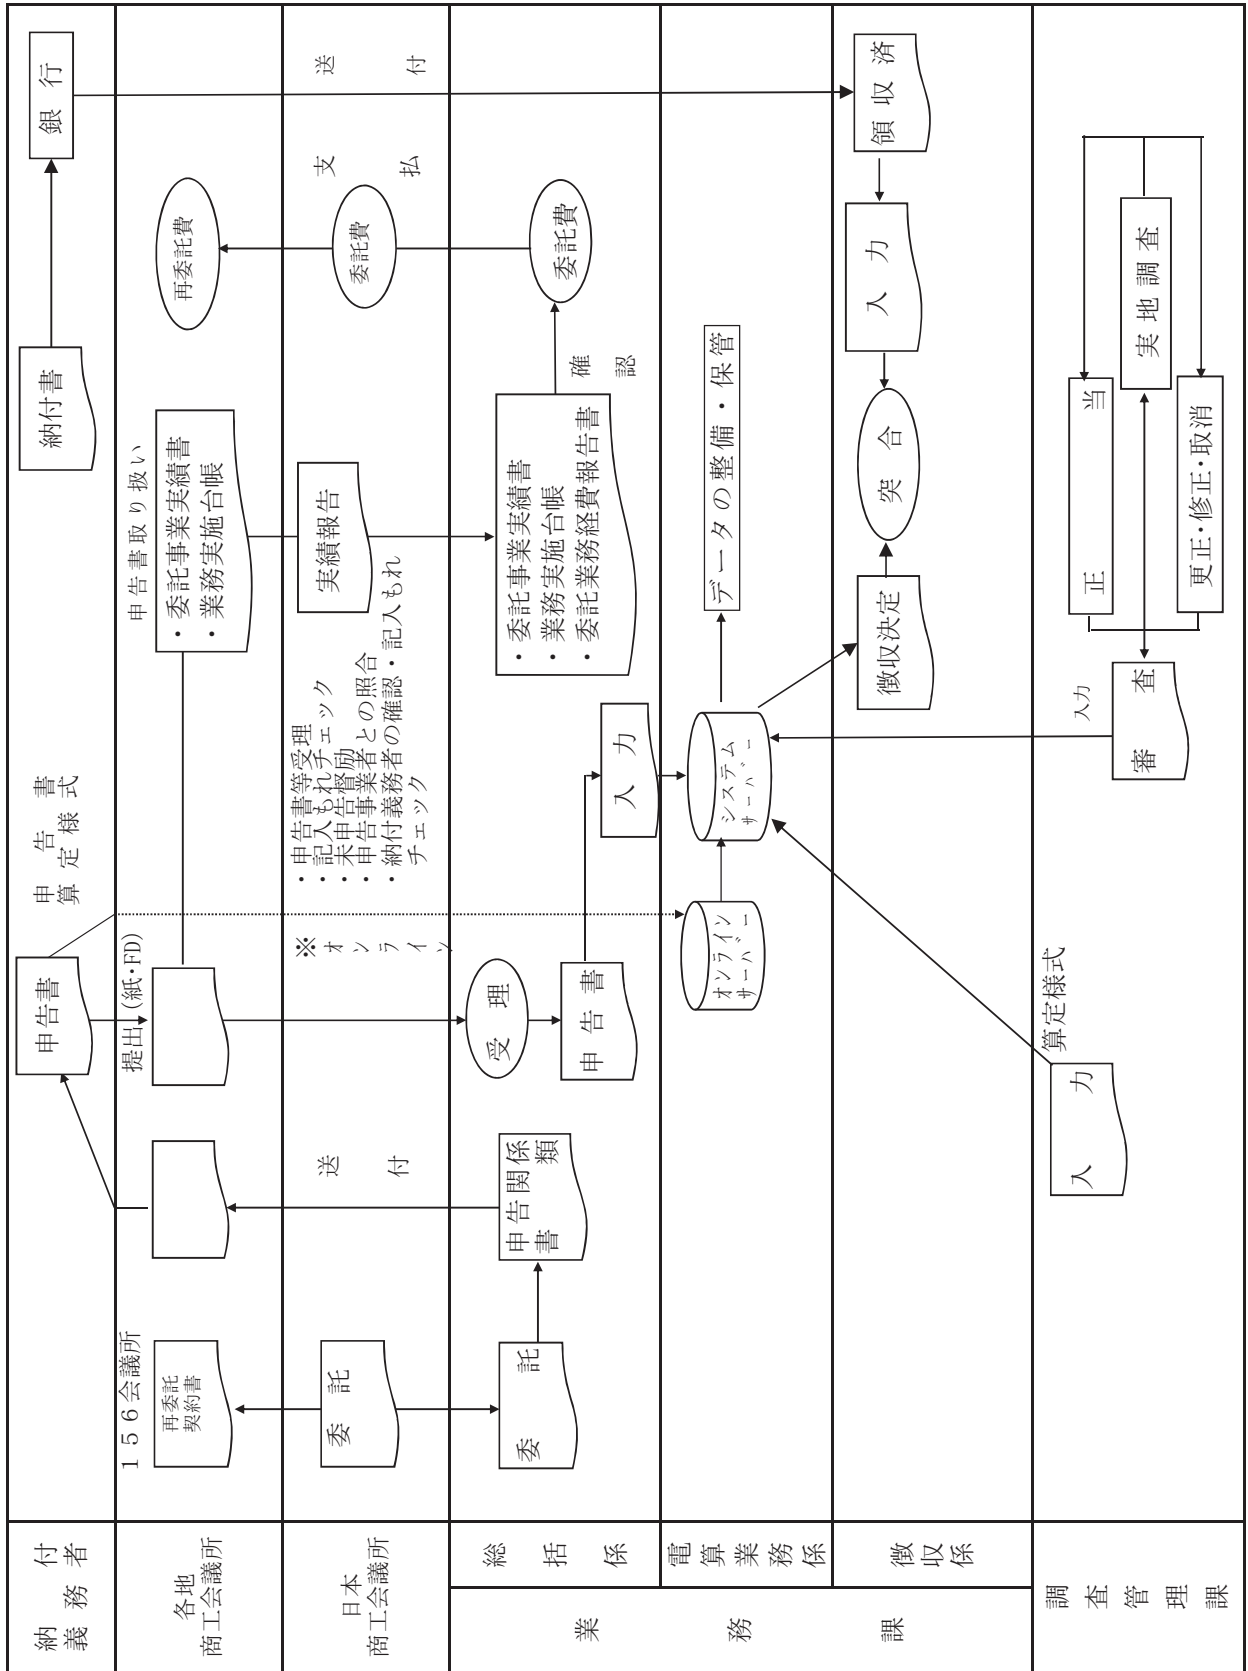 納付
義務者
各地
商工会議所
日本
商工会議所
業務課
総括係
電算業務係
徴収係
調査管理課
156会議所
再委託
契約書
委託
委託
申告関係
書類
送付
申告書
提出(紙・FD)
申告書
算定様式
※オンライン
受理
申告書
オンライン
サーバー
システム
サーバー
入力
・申告書等受理
・記入もれチェック
・未申告督励
・申告事業者との照合
・納付義務者の確認・記入もれ
チェック
申告書取り扱い
・委託事業実績書
・業務実施台帳
実績報告
・委託事業実績書
・業務実施台帳
・委託業務経費報告書
確認
委託費
委託費
再委託費
支払
納付書
銀行
送付
領収済
入力
突合
徴収決定
データの整備・保管
入力
算定様式
審査
入力
正当
実地調査
更正・修正・取消